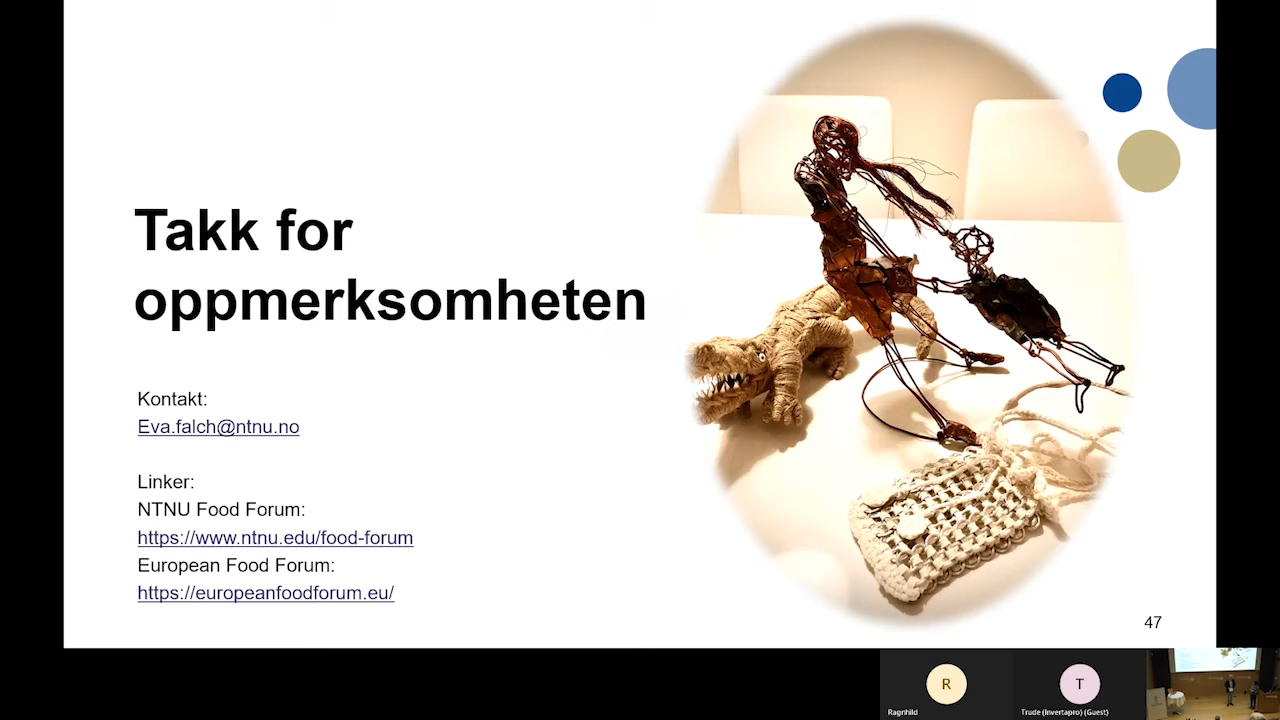 Takk for
oppmerksomheten
Kontakt:
Eva.falch@ntnu.no
Linker:
NTNU Food Forum:
https://www.ntnu.edu/food-forum
European Food Forum:
https://europeanfoodforum.eu/
47
R
T
Ragnhild
Trude (Invertapro) (Guest)